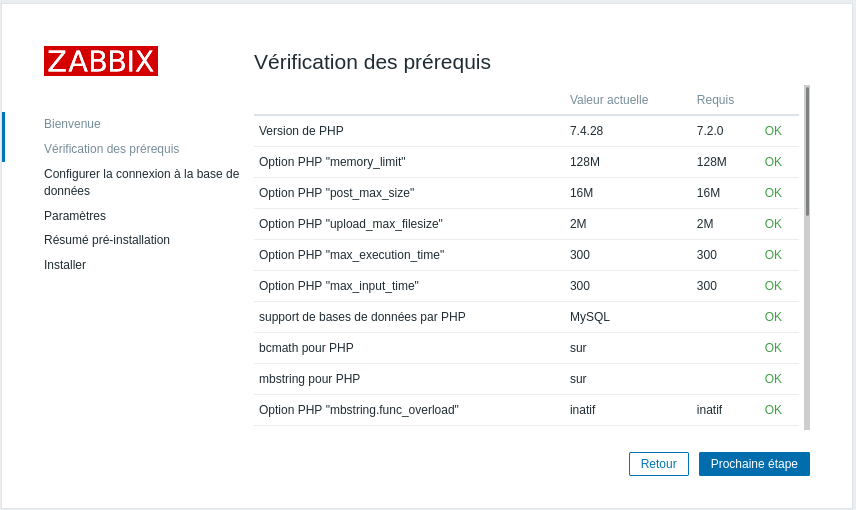 ZABBIX
Bienvenue
Vérification des prérequis
Configurer la connexion à la base de
données
Paramètres
Résumé pré-installation
Installer
Vérification des prérequis
Valeur actuelle Requis
Version de PHP 7.4.28 7.2.0 OK
Option PHP "memory_limit" 128M 128M OK
Option PHP "post_max_size" 16M 16M OK
Option PHP "upload_max_filesize" 2M 2M OK
Option PHP "max_execution_time" 300 300 OK
Option PHP "max_input_time" 300 300 OK
support de bases de données par PHP MySQL OK
bcmath pour PHP sur OK
mbstring pour PHP sur OK
Option PHP "mbstring.func_overload" inatif inatif OK
Retour Prochaine étape